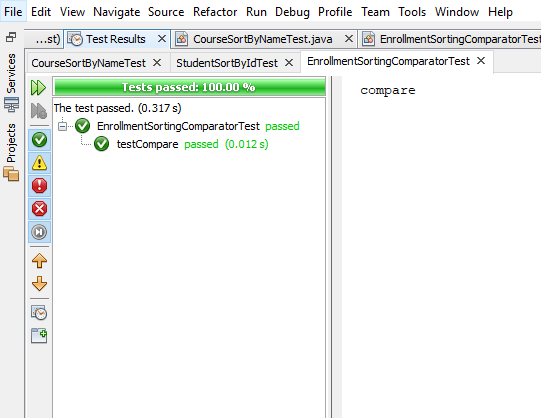 File Edit View Navigate Source Refactor Run Debug Profile Team Tools Window Help
...st) Test Results CourseSortByNameTest.java EnrollmentSortingComparatorTest
CourseSortByNameTest StudentSortByIdTest EnrollmentSortingComparatorTest
Services
Projects
Tests passed: 100.00 %
The test passed. (0.317 s)
EnrollmentSortingComparatorTest passed
testCompare passed (0.012 s)
compare